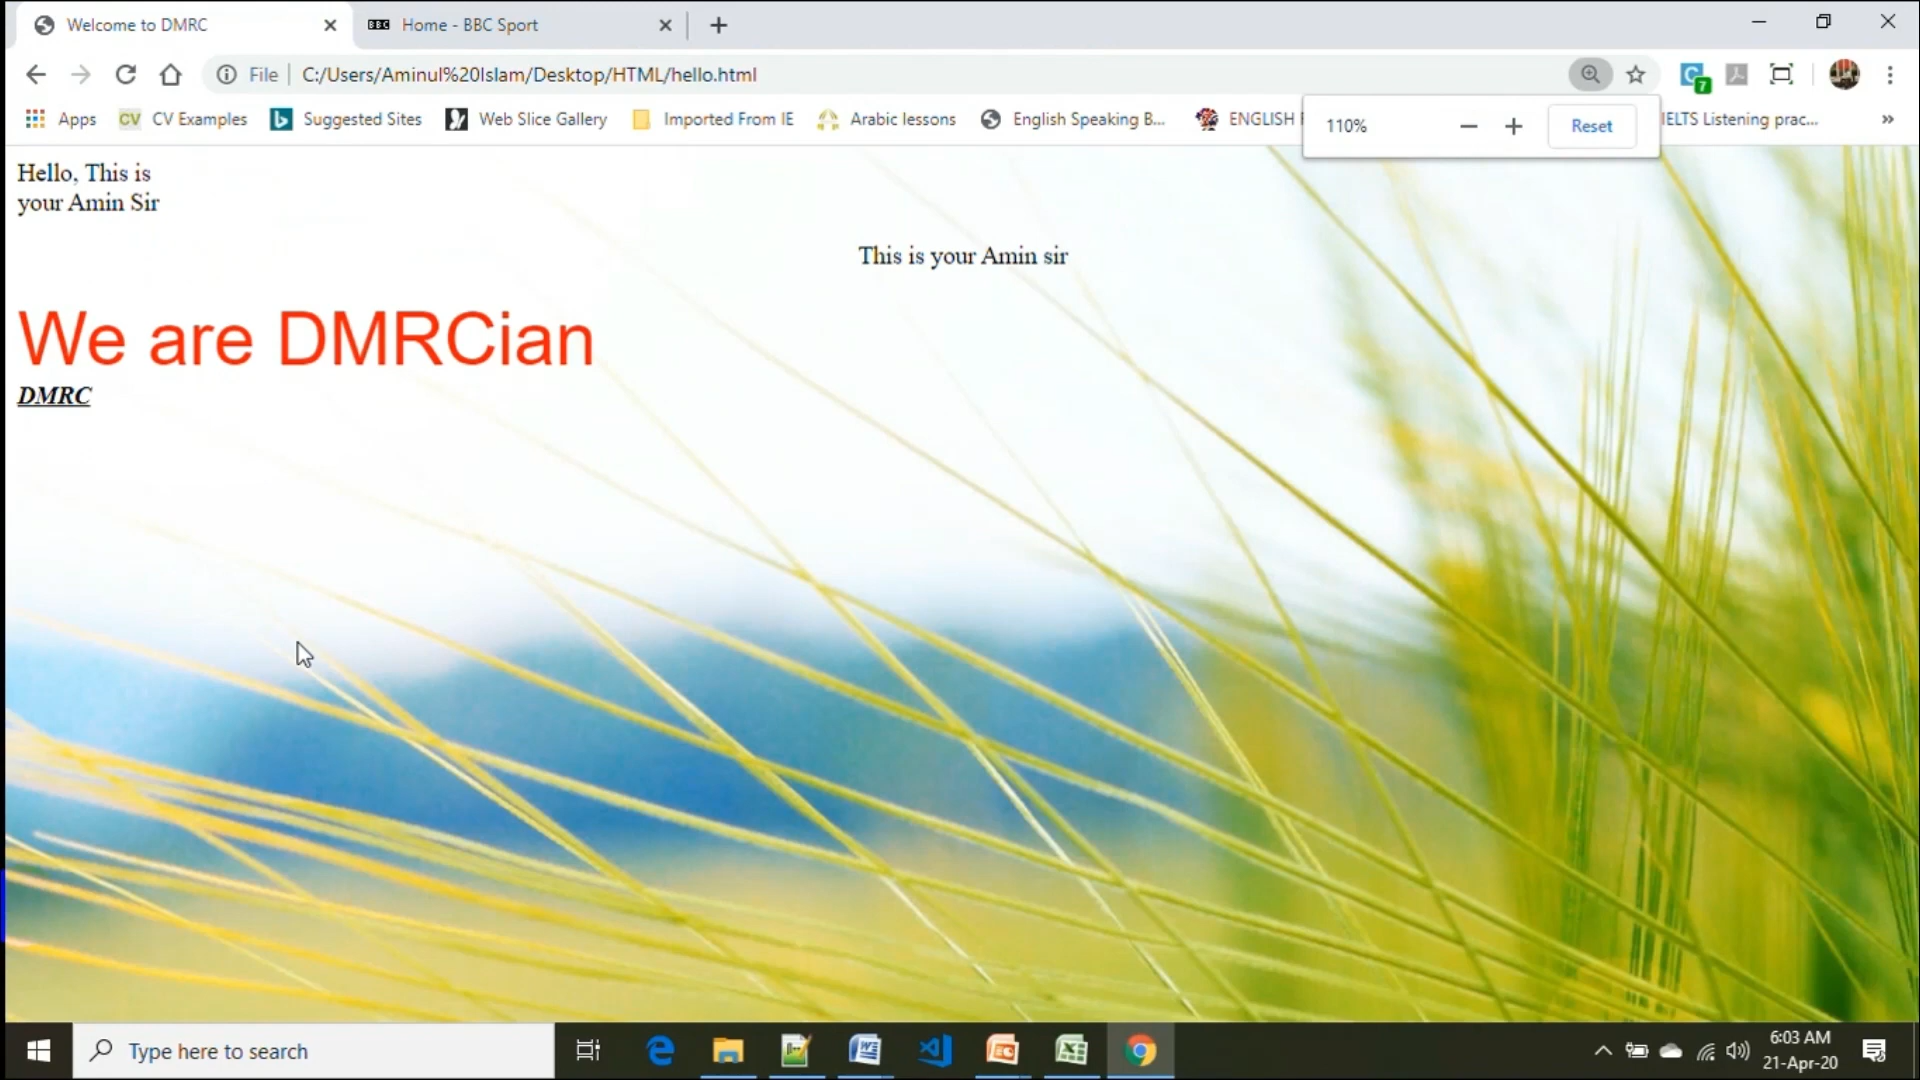 Welcome to DMRC
BBC Home - BBC Sport
File C:/Users/Aminul%20Islam/Desktop/HTML/hello.html
7
Apps CV CV Examples Suggested Sites Web Slice Gallery Imported From IE Arabic lessons English Speaking B... ENGLISH IELTS Listening prac... »
110% Reset
Hello, This is
your Amin Sir
This is your Amin sir
We are DMRCian
DMRC
Type here to search
6:03 AM
21-Apr-20